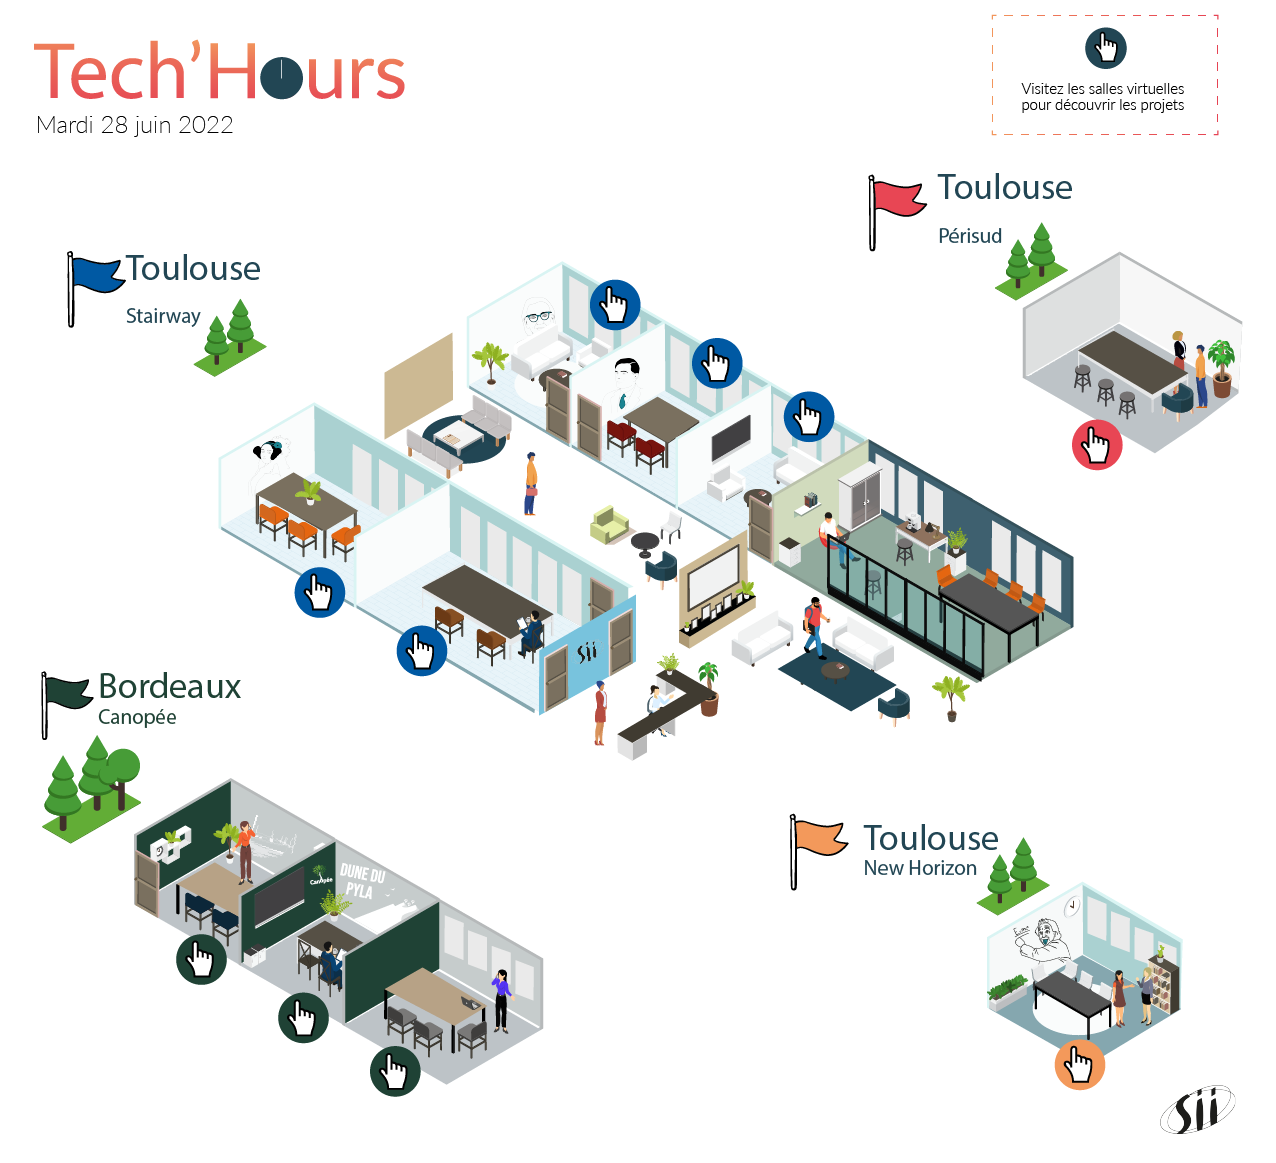 Tech’Hours
Mardi 28 juin 2022
Visitez les salles virtuelles
pour découvrir les projets
Toulouse
Périsud
Toulouse
Stairway
sii
Bordeaux
Canopée
Canopée
DUNE DU
PYLA
Toulouse
New Horizon
sii